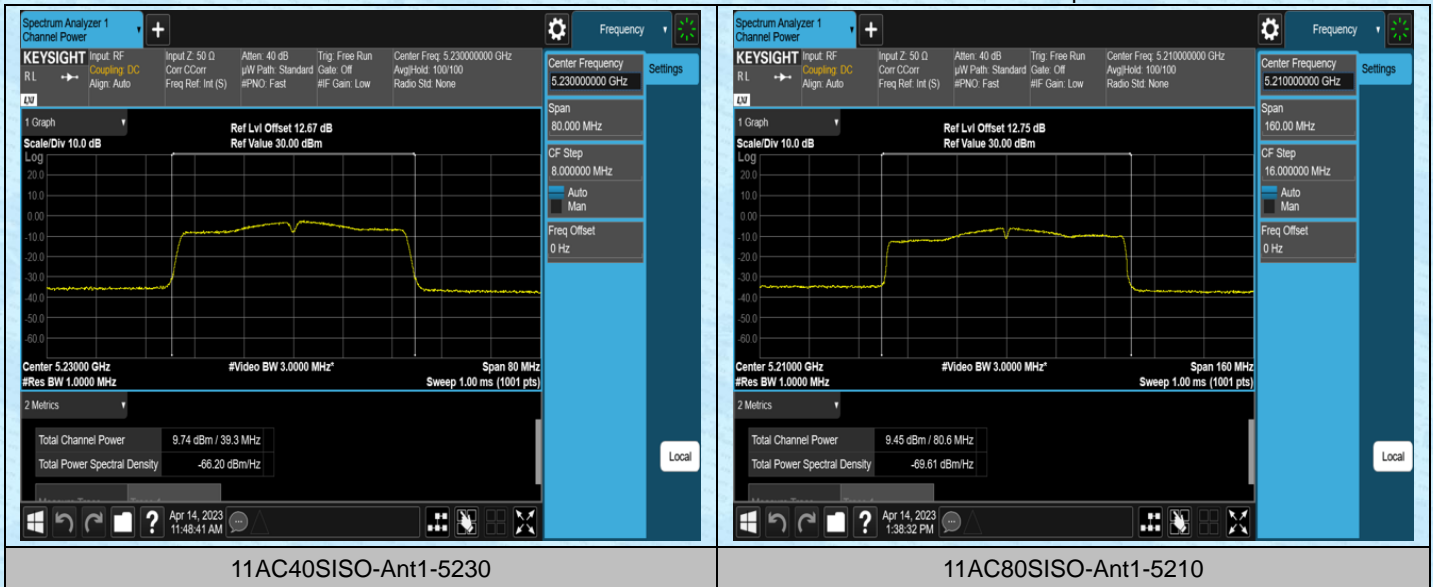 Spectrum Analyzer 1
Channel Power
Frequency
KEYSIGHT
Input: RF
Input Z: 50 Ω
Atten: 40 dB
Trig: Free Run
Center Freq: 5.230000000 GHz
Coupling: DC
Corr CCorr
µW Path: Standard
Gate: Off
Avg|Hold: 100/100
R L
Align: Auto
Freq Ref: Int (S)
#PNO: Fast
#IF Gain: Low
Radio Std: None
LXI
Center Frequency
5.230000000 GHz
Settings
Span
80.000 MHz
CF Step
8.000000 MHz
Auto
Man
Freq Offset
0 Hz
Local
1 Graph
Ref Lvl Offset 12.67 dB
Scale/Div 10.0 dB
Ref Value 30.00 dBm
Log
20.0
10.0
0.00
-10.0
-20.0
-30.0
-40.0
-50.0
-60.0
Center 5.23000 GHz
#Video BW 3.0000 MHz*
Span 80 MHz
#Res BW 1.0000 MHz
Sweep 1.00 ms (1001 pts)
2 Metrics
Total Channel Power
9.74 dBm / 39.3 MHz
Total Power Spectral Density
-66.20 dBm/Hz
Apr 14, 2023
11:48:41 AM
11AC40SISO-Ant1-5230
Spectrum Analyzer 1
Channel Power
Frequency
KEYSIGHT
Input: RF
Input Z: 50 Ω
Atten: 40 dB
Trig: Free Run
Center Freq: 5.210000000 GHz
Coupling: DC
Corr CCorr
µW Path: Standard
Gate: Off
Avg|Hold: 100/100
R L
Align: Auto
Freq Ref: Int (S)
#PNO: Fast
#IF Gain: Low
Radio Std: None
LXI
Center Frequency
5.210000000 GHz
Settings
Span
160.00 MHz
CF Step
16.000000 MHz
Auto
Man
Freq Offset
0 Hz
Local
1 Graph
Ref Lvl Offset 12.75 dB
Scale/Div 10.0 dB
Ref Value 30.00 dBm
Log
20.0
10.0
0.00
-10.0
-20.0
-30.0
-40.0
-50.0
-60.0
Center 5.21000 GHz
#Video BW 3.0000 MHz*
Span 160 MHz
#Res BW 1.0000 MHz
Sweep 1.00 ms (1001 pts)
2 Metrics
Total Channel Power
9.45 dBm / 80.6 MHz
Total Power Spectral Density
-69.61 dBm/Hz
Apr 14, 2023
1:38:32 PM
11AC80SISO-Ant1-5210